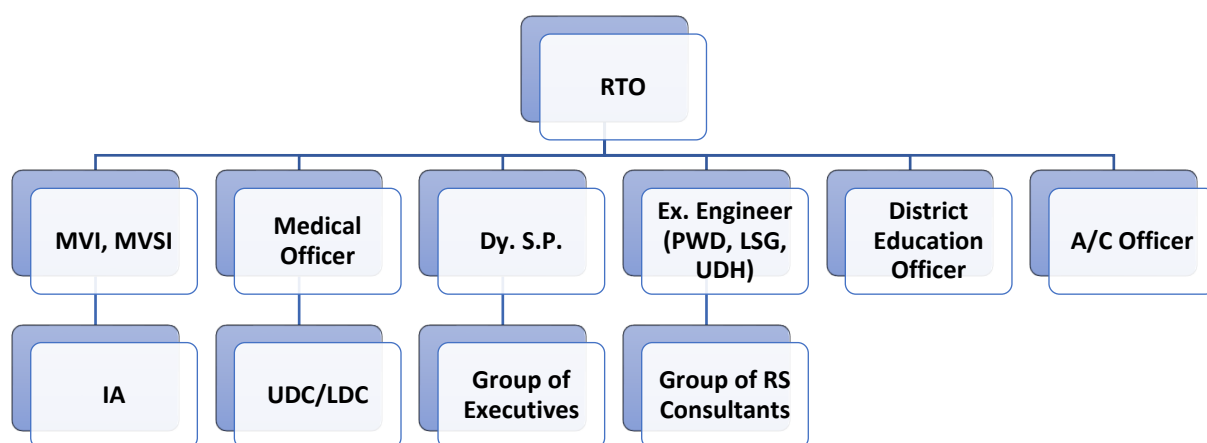 RTO
MVI, MVSI
Medical
Officer
Dy. S.P.
Ex. Engineer
(PWD, LSG,
UDH)
District
Education
Officer
A/C Officer
IA
UDC/LDC
Group of
Executives
Group of RS
Consultants